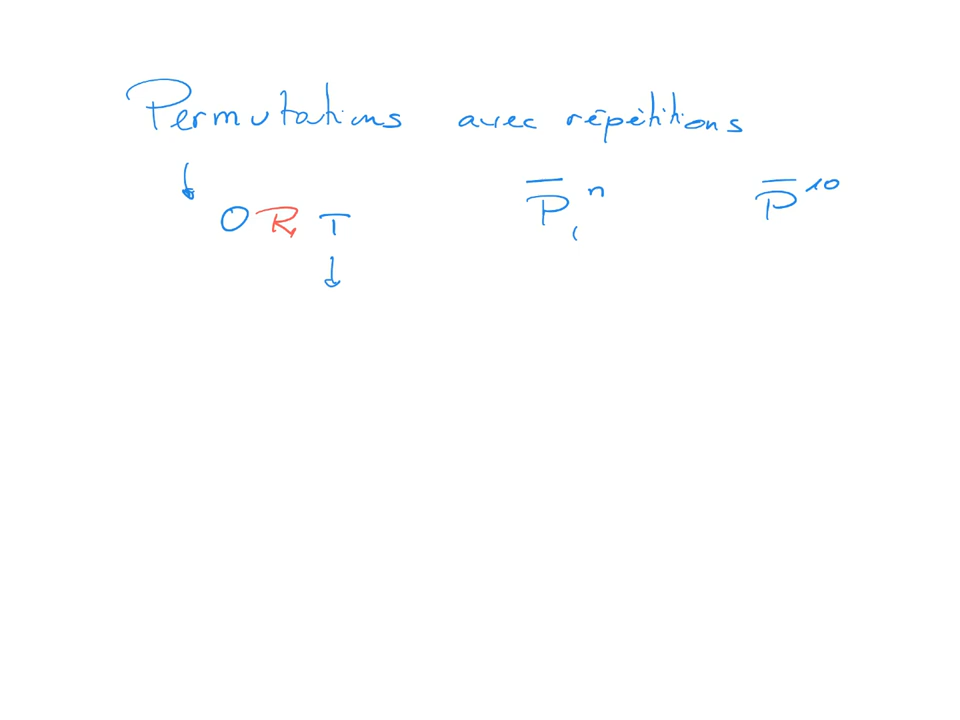 Permutations avec répétitions
↓ O R T P̅₍ⁿ P̅¹⁰
↓